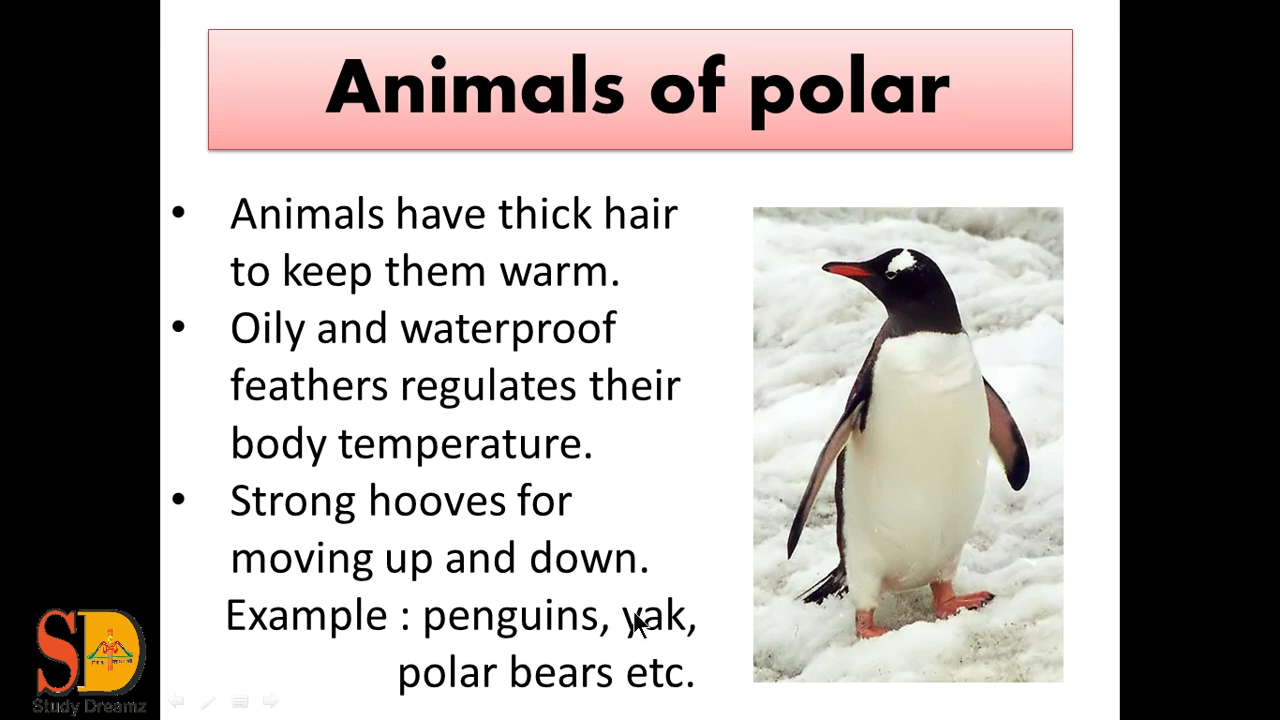 Animals of polar
• Animals have thick hair
to keep them warm.
• Oily and waterproof
feathers regulates their
body temperature.
• Strong hooves for
moving up and down.
Example : penguins, yak,
polar bears etc.
SD
Study Dreamz